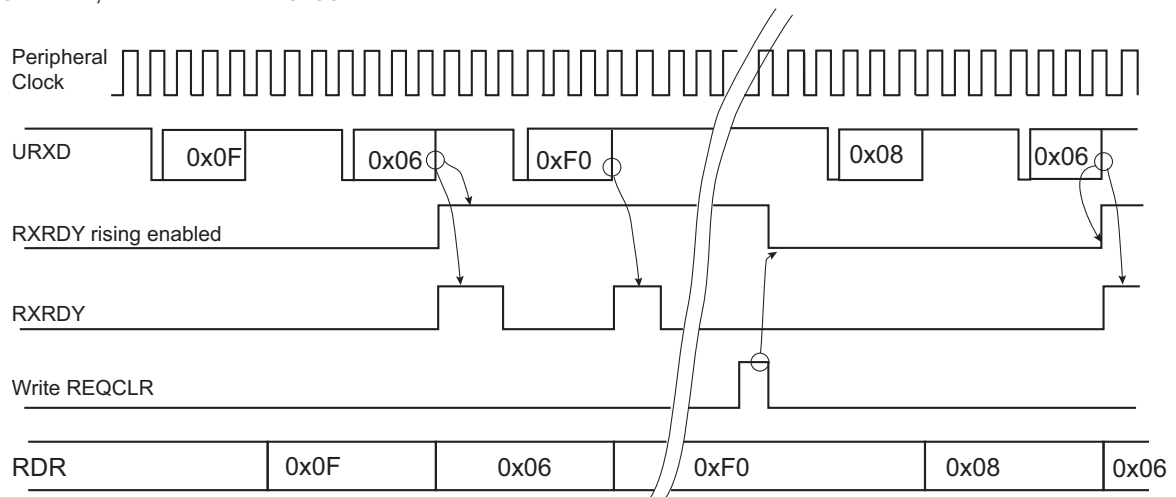 Peripheral
Clock
URXD
0x0F
0x06
0xF0
0x08
0x06
RXRDY rising enabled
RXRDY
Write REQCLR
RDR
0x0F
0x06
0xF0
0x08
0x06